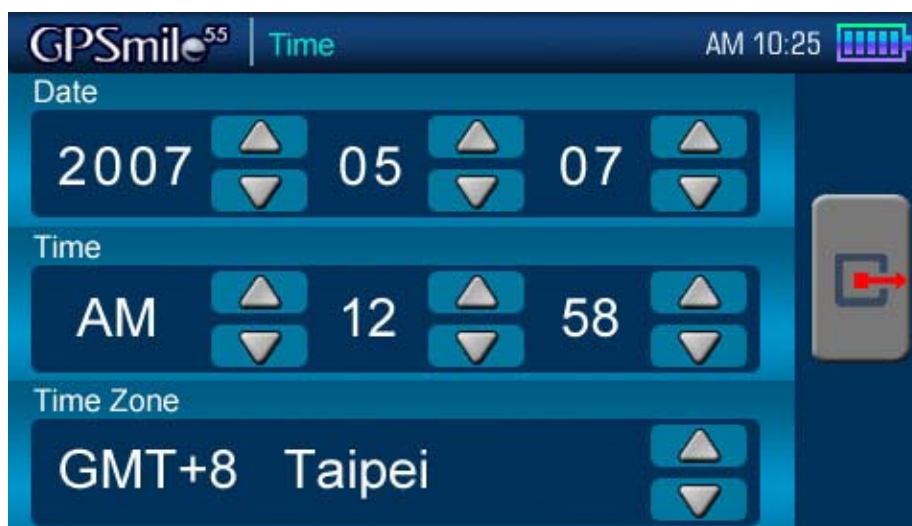 GPSmile55 Time AM 10:25
Date
2007 05 07
Time
AM 12 58
Time Zone
GMT+8 Taipei